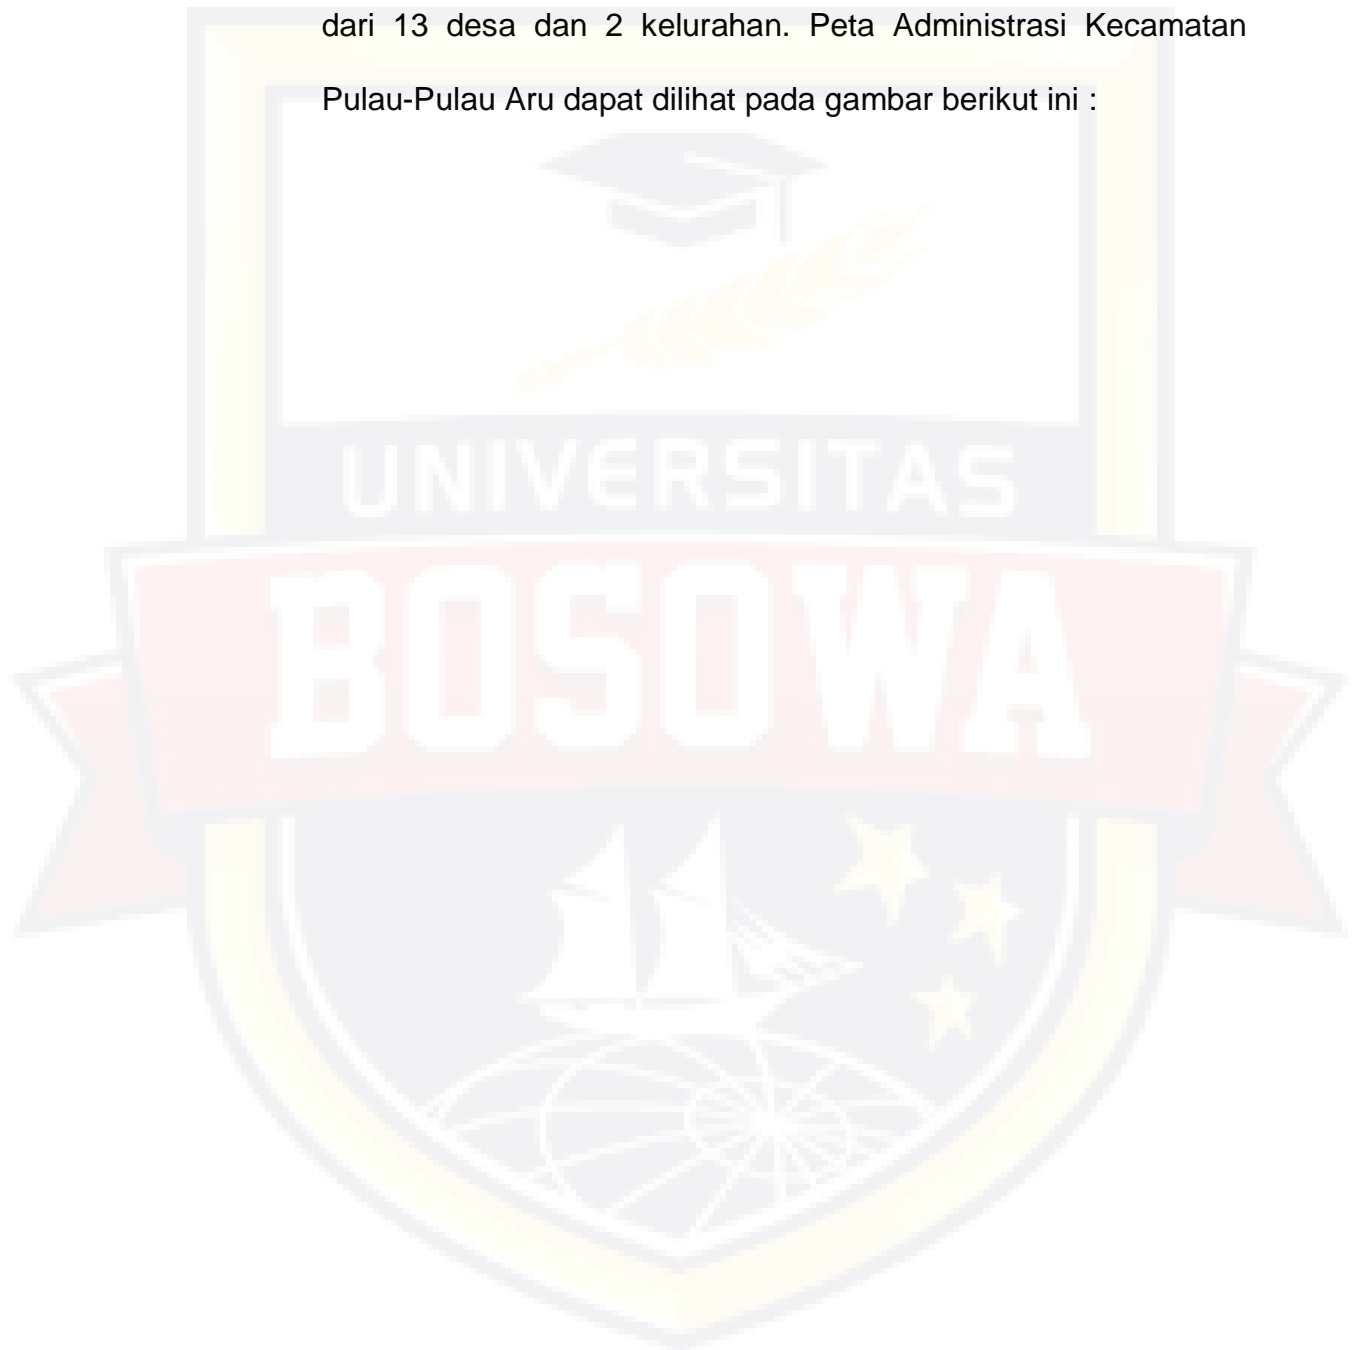 dari 13 desa dan 2 kelurahan. Peta Administrasi Kecamatan
Pulau-Pulau Aru dapat dilihat pada gambar berikut ini :
UNIVERSITAS
BOSOWA